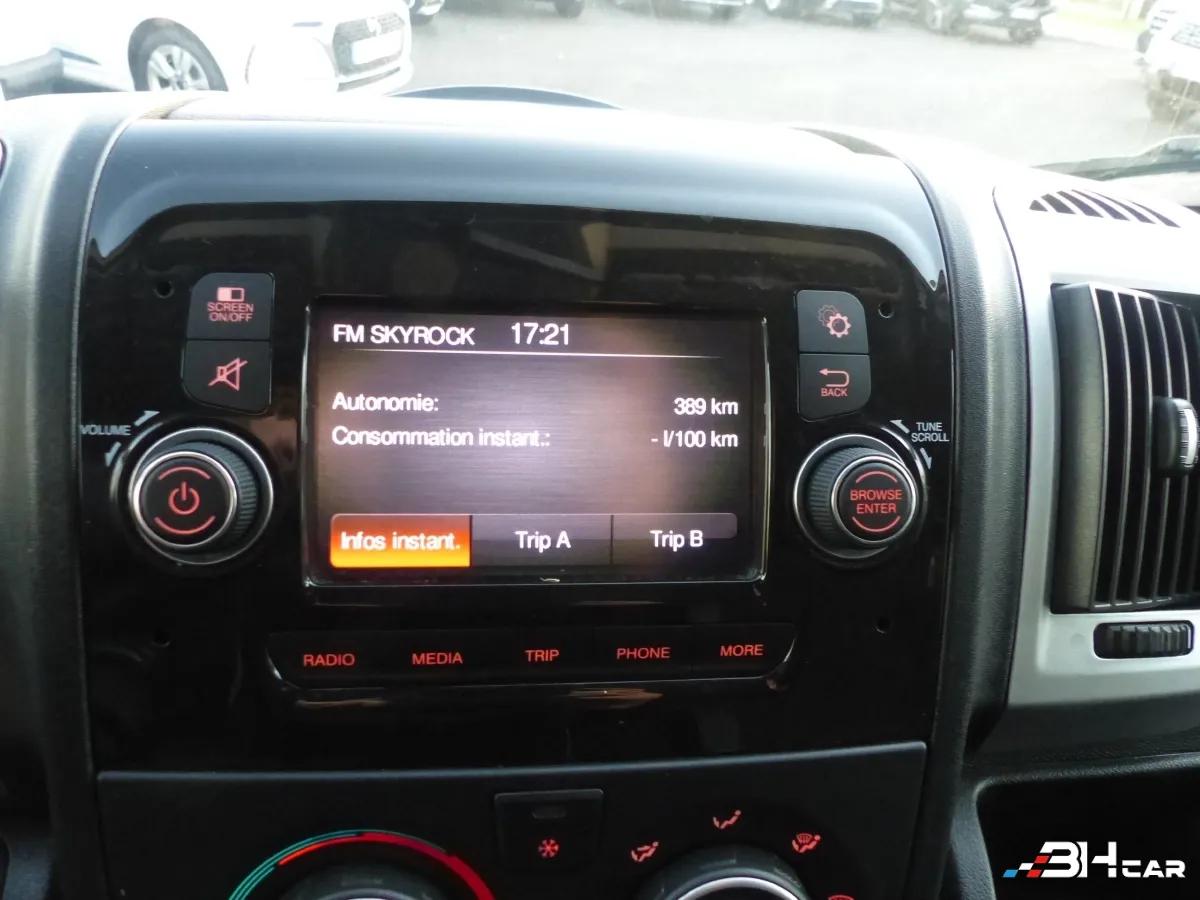 SCREEN
ON/OFF
VOLUME
FM SKYROCK 17:21
Autonomie: 389 km
Consommation instant.: - l/100 km
Infos instant. Trip A Trip B
BACK
TUNE
SCROLL
BROWSE
ENTER
RADIO MEDIA TRIP PHONE MORE
3HCAR